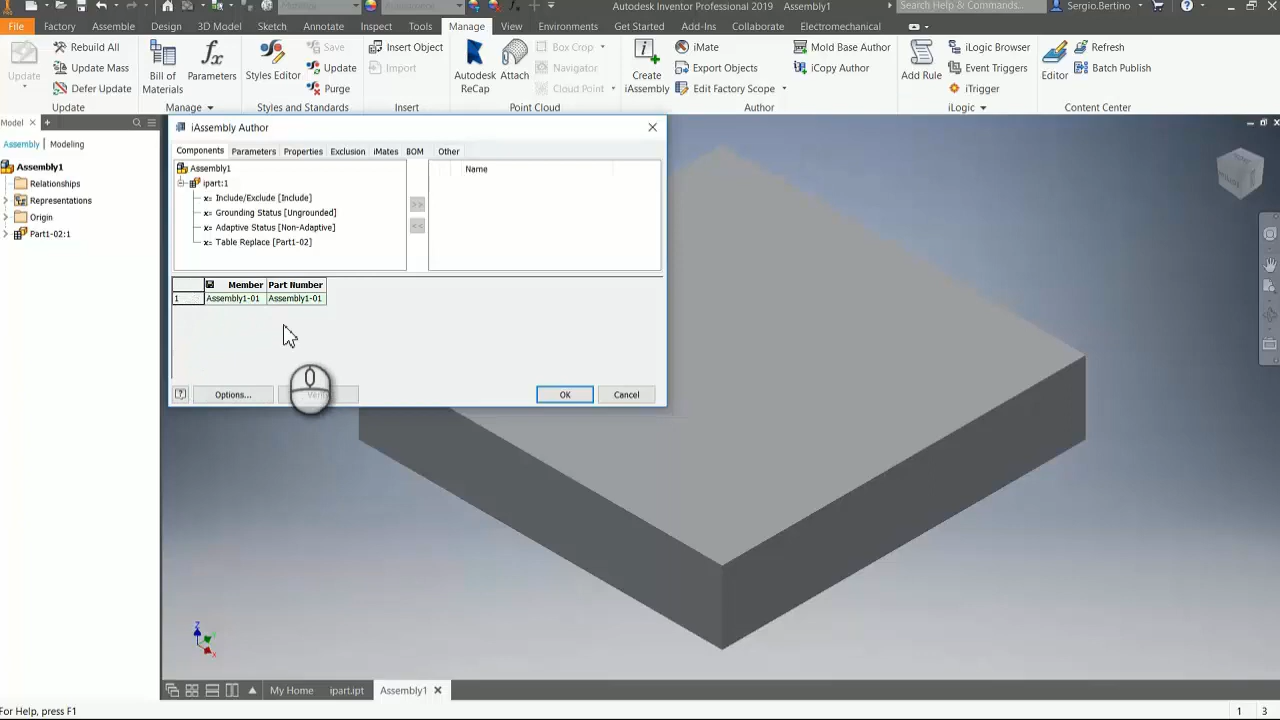 Autodesk Inventor Professional 2019 Assembly1
Search Help & Commands...
Sergio.Bertino
File Factory Assemble Design 3D Model Sketch Annotate Inspect Tools Manage View Environments Get Started Vault Add-Ins Collaborate Electromechanical
Update
Rebuild All
Update Mass
Defer Update
Update
Bill of Materials
Parameters
Manage
Styles Editor
Save
Update
Purge
Styles and Standards
Insert Object
Import
Insert
Autodesk ReCap
Attach
Box Crop
Navigator
Cloud Point
Point Cloud
Create iAssembly
iMate
Export Objects
Edit Factory Scope
Mold Base Author
iCopy Author
Author
Add Rule
iLogic Browser
Event Triggers
iTrigger
iLogic
Editor
Refresh
Batch Publish
Content Center
Model
Assembly Modeling
Assembly1
Relationships
Representations
Origin
Part1-02:1
iAssembly Author
Components Parameters Properties Exclusion iMates BOM Other
Assembly1
ipart:1
x= Include/Exclude [Include]
x= Grounding Status [Ungrounded]
x= Adaptive Status [Non-Adaptive]
x= Table Replace [Part1-02]
>>
<<
Name
Member Part Number
1 Assembly1-01 Assembly1-01
Options...
OK
Cancel
Z
X
My Home ipart.ipt Assembly1
For Help, press F1
1 3